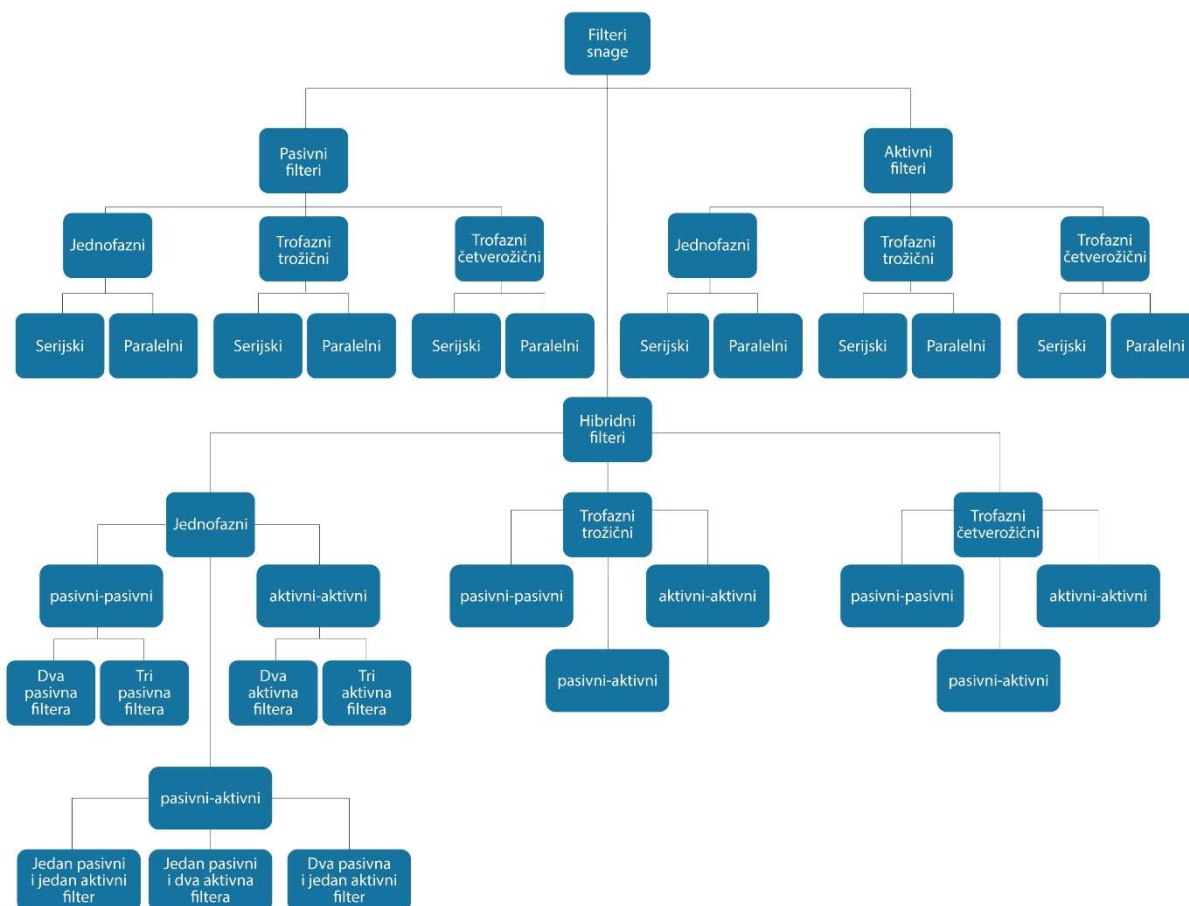 Filteri
snage
Pasivni
filteri
Aktivni
filteri
Jednofazni
Trofazni
trožični
Trofazni
četverožični
Jednofazni
Trofazni
trožični
Trofazni
četverožični
Serijski
Paralelni
Serijski
Paralelni
Serijski
Paralelni
Serijski
Paralelni
Serijski
Paralelni
Serijski
Paralelni
Hibridni
filteri
Jednofazni
Trofazni
trožični
Trofazni
četverožični
pasivni-pasivni
aktivni-aktivni
pasivni-pasivni
aktivni-aktivni
pasivni-pasivni
aktivni-aktivni
Dva
pasivna
filtera
Tri
pasivna
filtera
Dva
aktivna
filtera
Tri
aktivna
filtera
pasivni-aktivni
pasivni-aktivni
pasivni-aktivni
Jedan pasivni
i jedan aktivni
filter
Jedan pasivni
i dva aktivna
filtera
Dva pasivna
i jedan aktivni
filter